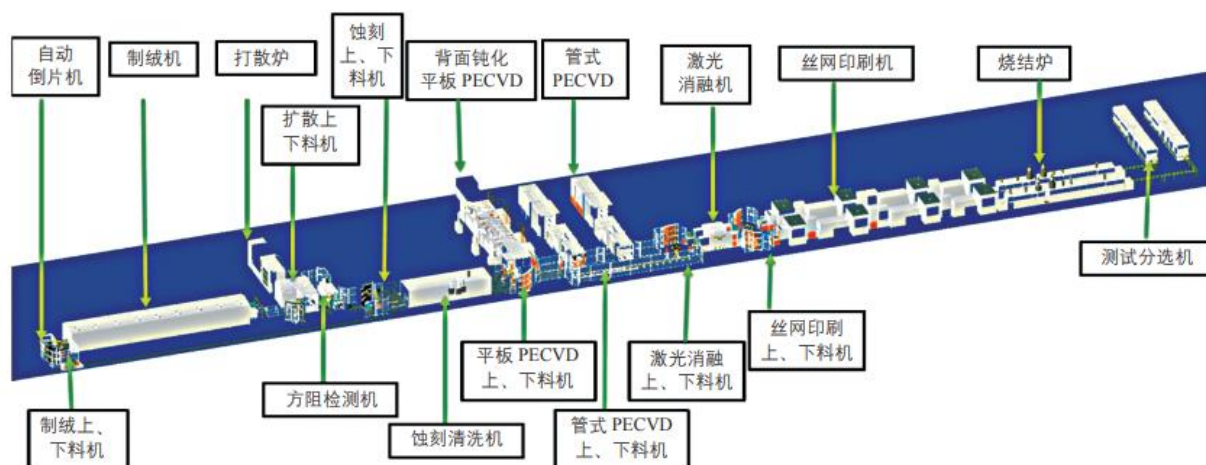 自动
倒片机
制绒机
打散炉
扩散上
下料机
蚀刻
上、下
料机
背面钝化
平板 PECVD
管式
PECVD
激光
消融机
丝网印刷机
烧结炉
制绒上、
下料机
方阻检测机
蚀刻清洗机
平板 PECVD
上、下料机
管式 PECVD
上、下料机
激光消融
上、下料机
丝网印刷
上、下料机
测试分选机